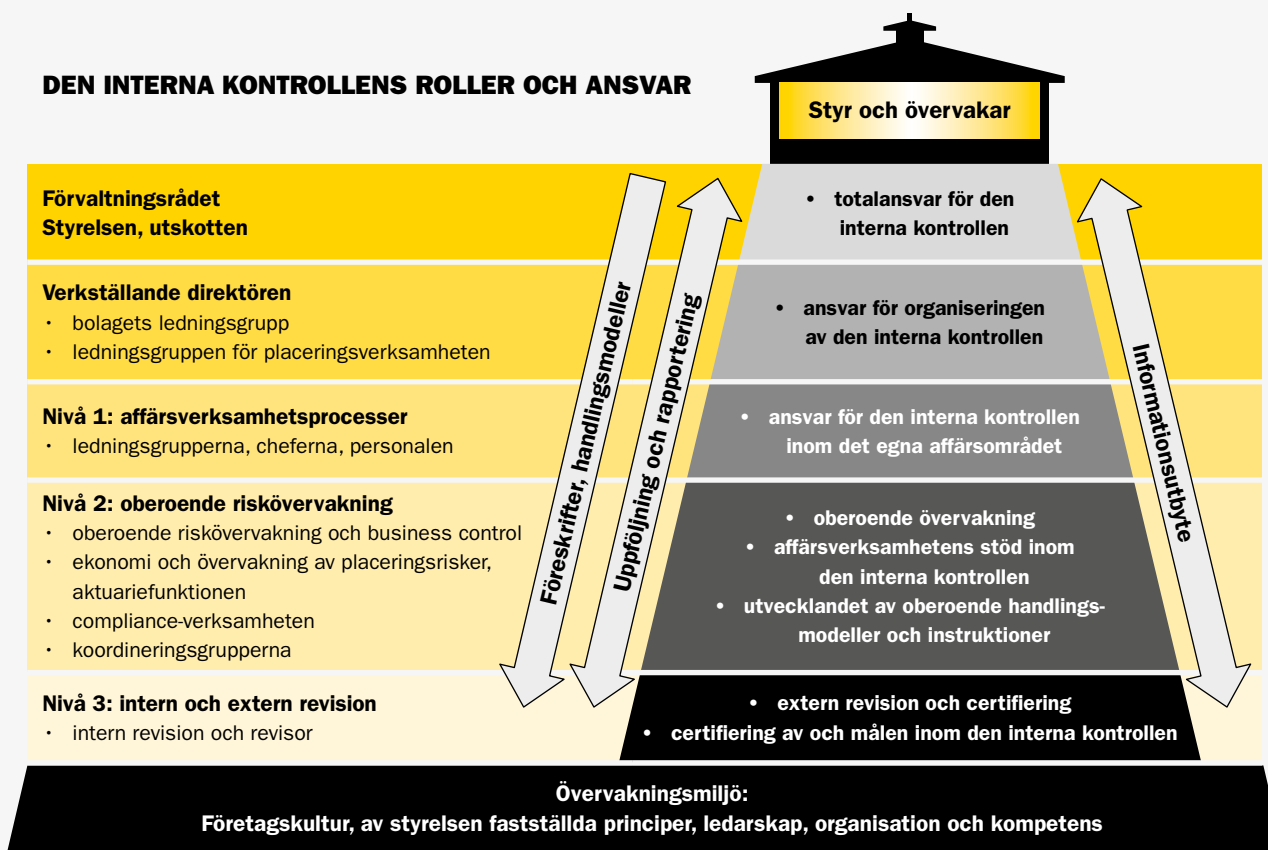 DEN INTERNA KONTROLLENS ROLLER OCH ANSVAR
Styr och övervakar
Förvaltningsrådet
Styrelsen, utskotten
• totalansvar för den
interna kontrollen
Verkställande direktören
• bolagets ledningsgrupp
• ledningsgruppen för placeringsverksamheten
• ansvar för organiseringen
av den interna kontrollen
Nivå 1: affärsverksamhetsprocesser
• ledningsgrupperna, cheferna, personalen
• ansvar för den interna kontrollen
inom det egna affärsområdet
Nivå 2: oberoende riskövervakning
• oberoende riskövervakning och business control
• ekonomi och övervakning av placeringsrisker,
aktuariefunktionen
• compliance-verksamheten
• koordineringsgrupperna
• oberoende övervakning
• affärsverksamhetens stöd inom
den interna kontrollen
• utvecklandet av oberoende handlings-
modeller och instruktioner
Nivå 3: intern och extern revision
• intern revision och revisor
• extern revision och certifiering
• certifiering av och målen inom den interna kontrollen
Föreskrifter, handlingsmodeller
Uppföljning och rapportering
Informationsutbyte
Övervakningsmiljö:
Företagskultur, av styrelsen fastställda principer, ledarskap, organisation och kompetens